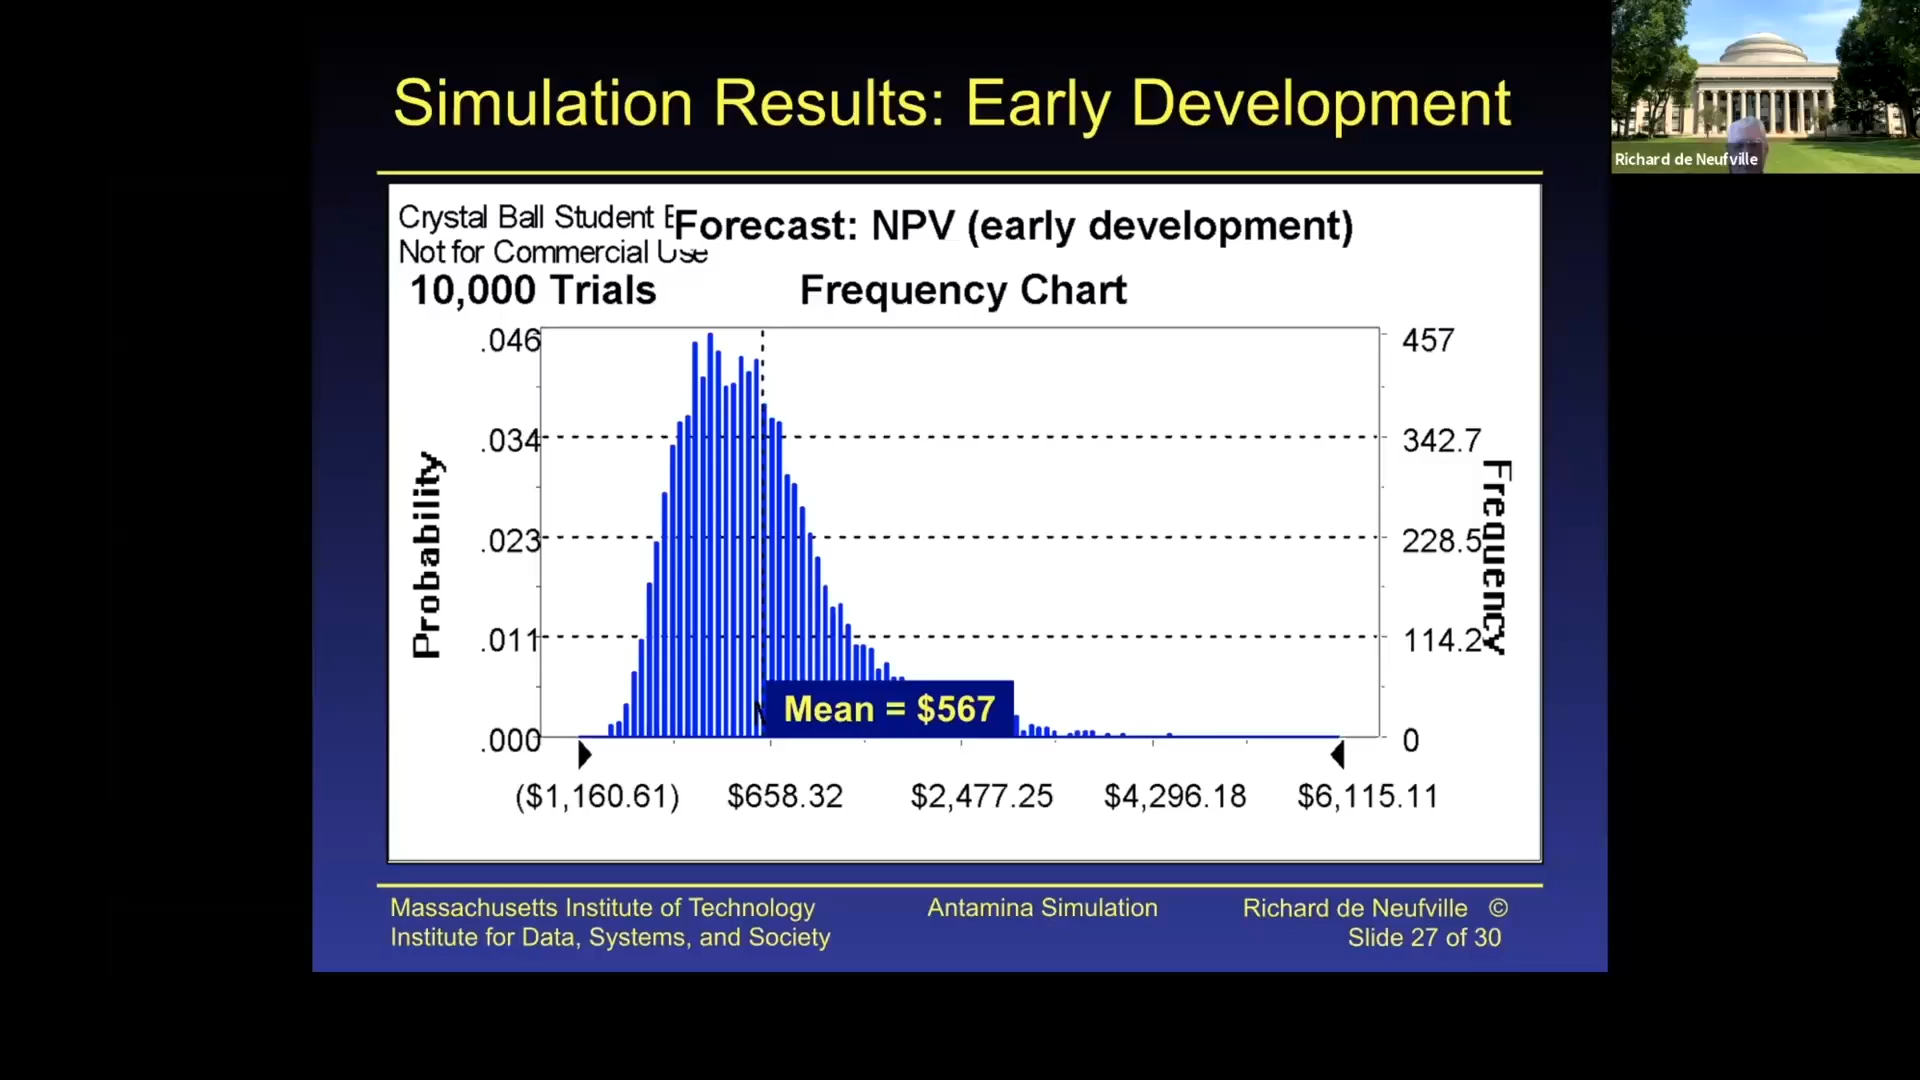 Simulation Results: Early Development
Richard de Neufville
Crystal Ball Student E
Not for Commercial Use
Forecast: NPV (early development)
10,000 Trials
Frequency Chart
.046
.034
.023
.011
.000
Probability
457
342.7
228.5
114.2
0
Frequency
Mean = $567
($1,160.61)
$658.32
$2,477.25
$4,296.18
$6,115.11
Massachusetts Institute of Technology
Institute for Data, Systems, and Society
Antamina Simulation
Richard de Neufville ©
Slide 27 of 30